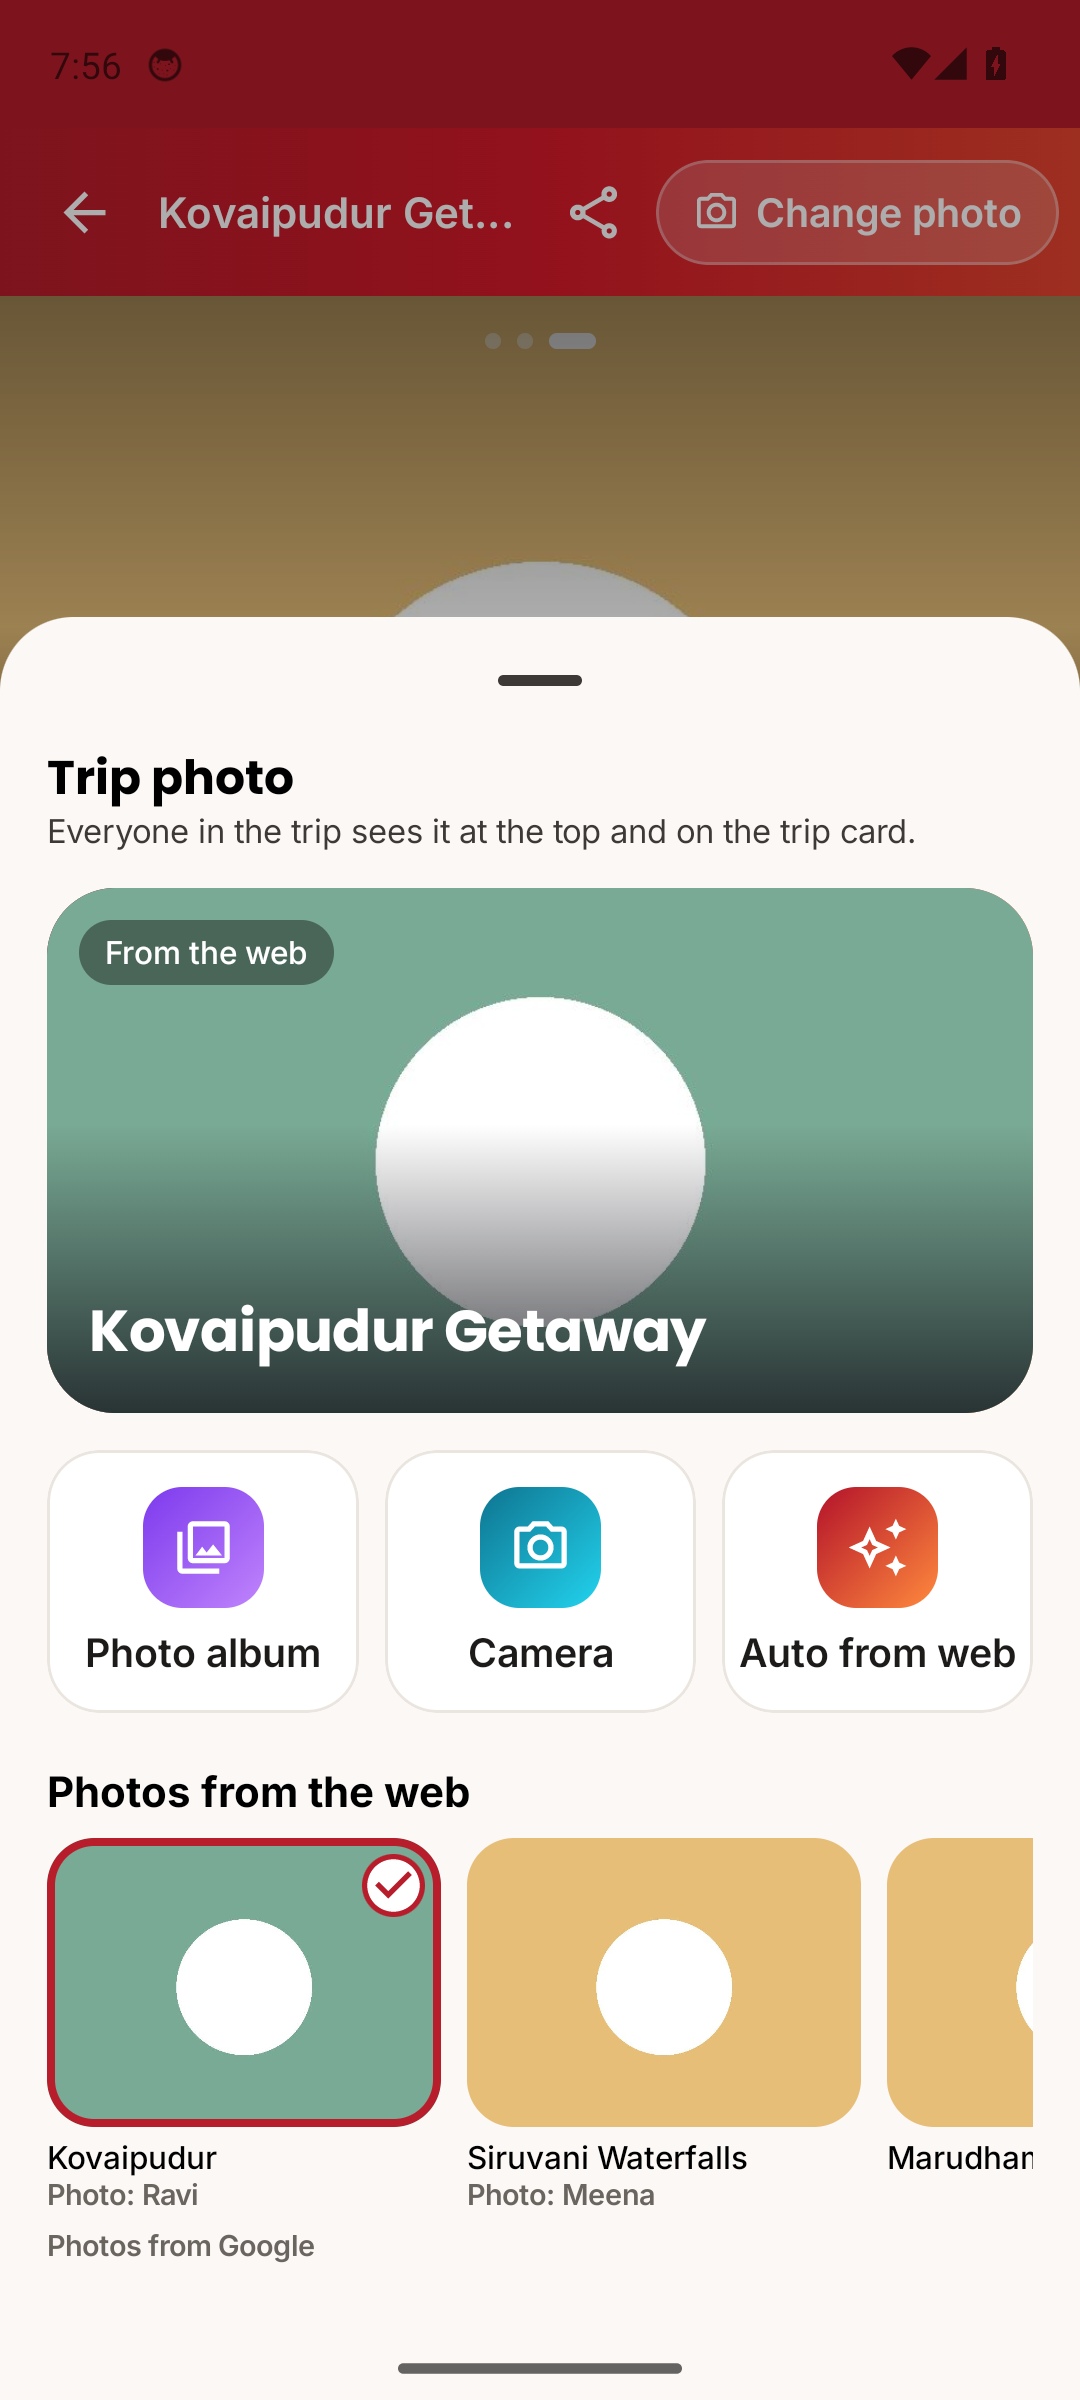 7:56
Kovaipudur Get...
Change photo
Trip photo
Everyone in the trip sees it at the top and on the trip card.
From the web
Kovaipudur Getaway
Photo album
Camera
Auto from web
Photos from the web
Kovaipudur
Photo: Ravi
Siruvani Waterfalls
Photo: Meena
Photos from Google